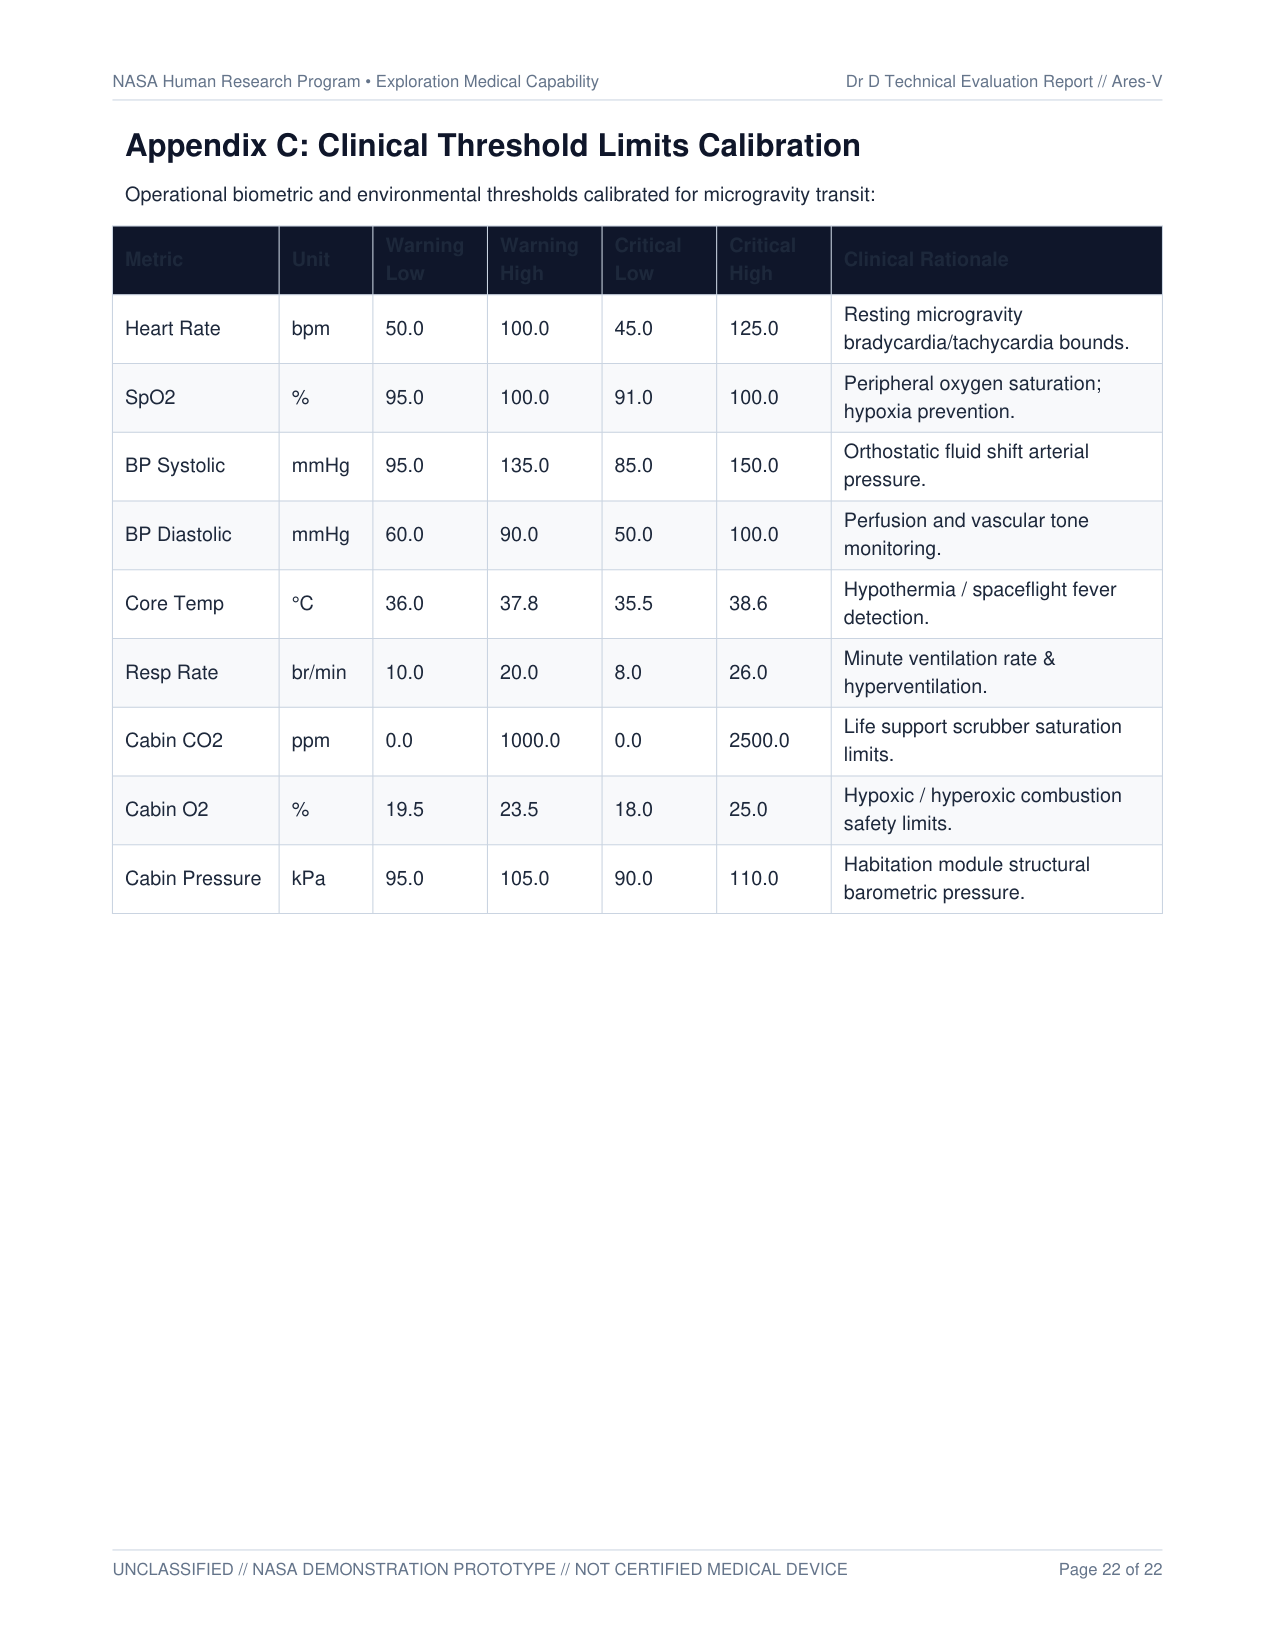 NASA Human Research Program • Exploration Medical Capability
Dr D Technical Evaluation Report // Ares-V
Appendix C: Clinical Threshold Limits Calibration
Operational biometric and environmental thresholds calibrated for microgravity transit:
Metric Unit Warning Low Warning High Critical Low Critical High Clinical Rationale
Heart Rate bpm 50.0 100.0 45.0 125.0 Resting microgravity
bradycardia/tachycardia bounds.
SpO2 % 95.0 100.0 91.0 100.0 Peripheral oxygen saturation;
hypoxia prevention.
BP Systolic mmHg 95.0 135.0 85.0 150.0 Orthostatic fluid shift arterial
pressure.
BP Diastolic mmHg 60.0 90.0 50.0 100.0 Perfusion and vascular tone
monitoring.
Core Temp °C 36.0 37.8 35.5 38.6 Hypothermia / spaceflight fever
detection.
Resp Rate br/min 10.0 20.0 8.0 26.0 Minute ventilation rate &
hyperventilation.
Cabin CO2 ppm 0.0 1000.0 0.0 2500.0 Life support scrubber saturation
limits.
Cabin O2 % 19.5 23.5 18.0 25.0 Hypoxic / hyperoxic combustion
safety limits.
Cabin Pressure kPa 95.0 105.0 90.0 110.0 Habitation module structural
barometric pressure.
UNCLASSIFIED // NASA DEMONSTRATION PROTOTYPE // NOT CERTIFIED MEDICAL DEVICE
Page 22 of 22